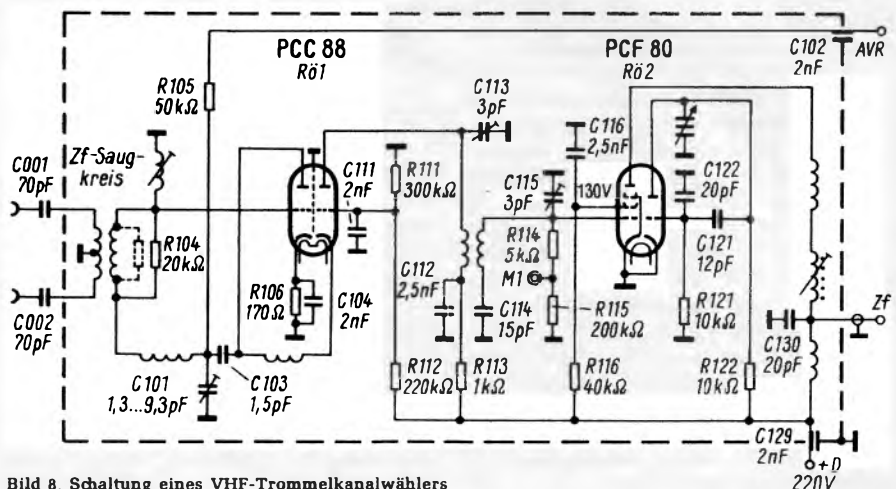 PCC 88
Rö1
PCF 80
Rö2
C102
2nF
AVR
R105
50kΩ
C113
3pF
C001
70pF
Zf-Saug-
kreis
C111
2nF
R111
300kΩ
C116
2,5nF
130V
C122
20pF
C115
3pF
R104
20kΩ
R114
5kΩ
C121
12pF
M1
C112
2,5nF
R106
170Ω
C104
2nF
C114
15pF
R115
200kΩ
R121
10kΩ
Zf
C002
70pF
C130
20pF
C101
1,3...9,3pF
C103
1,5pF
R112
220kΩ
R113
1kΩ
R116
40kΩ
R122
10kΩ
C129
2nF
+D
220V
Bild 8. Schaltung eines VHF-Trommelkanalwählers